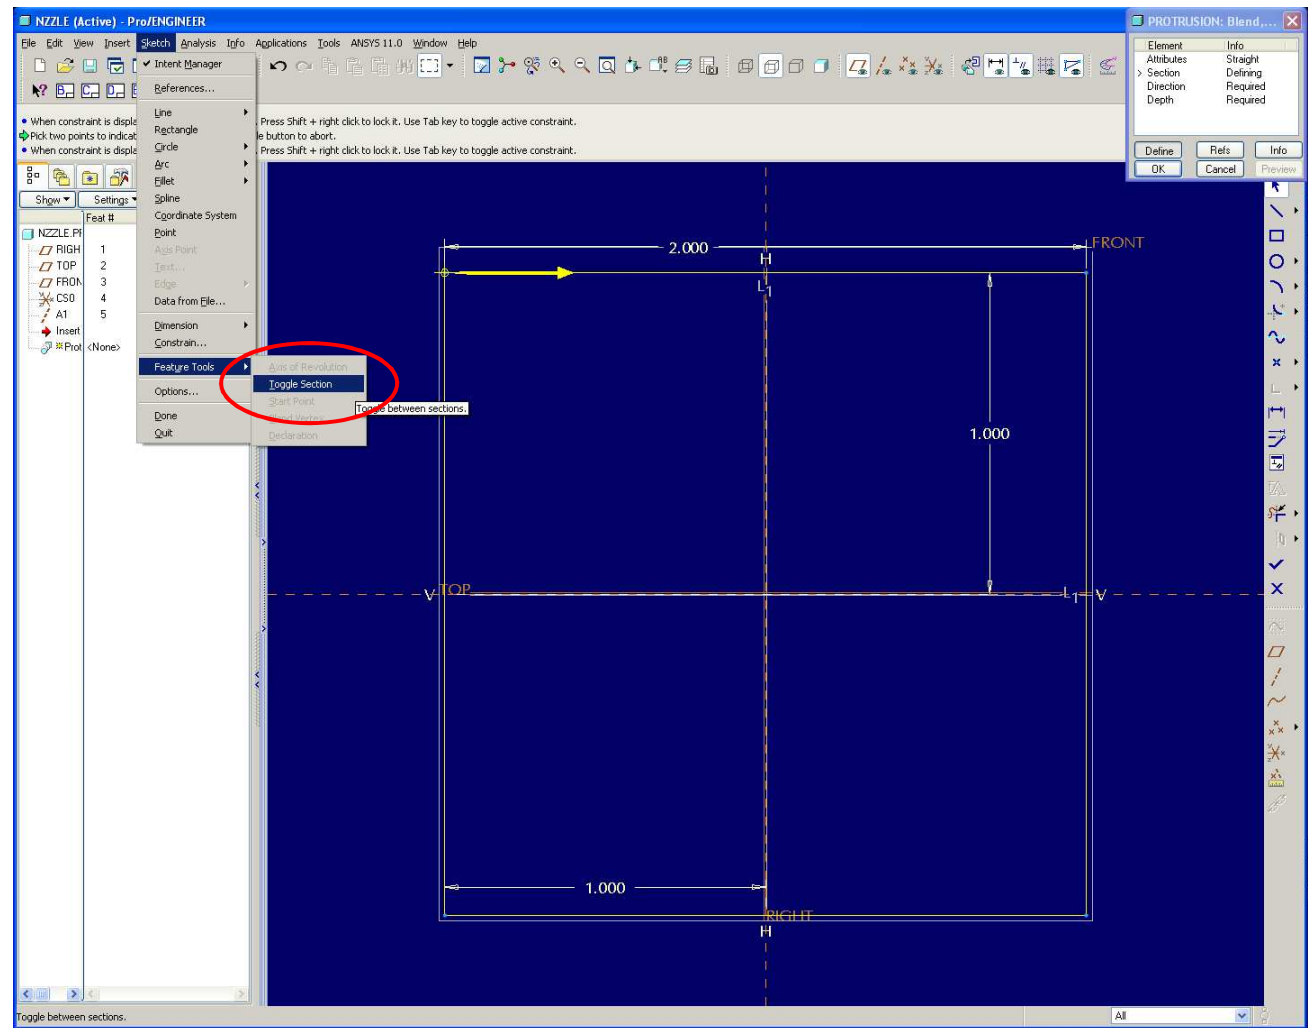 NZZLE (Active) - Pro/ENGINEER
PROTRUSION: Blend,...
File Edit View Insert Sketch Analysis Info Applications Tools ANSYS 11.0 Window Help
Element Info
Attributes Straight
> Section Defining
Direction Required
Depth Required
Define Refs Info
OK Cancel Preview
When constraint is displa
Press Shift + right click to lock it. Use Tab key to toggle active constraint.
Pick two points to indicat
le button to abort.
When constraint is displa
Press Shift + right click to lock it. Use Tab key to toggle active constraint.
Intent Manager
References...
Line
Rectangle
Circle
Arc
Fillet
Spline
Coordinate System
Point
Axis Point
Text...
Edge
Data from File...
Dimension
Constrain...
Feature Tools
Options...
Done
Quit
Axis of Revolution
Toggle Section
Start Point
Blend Vertex
Declaration
Toggle between sections.
Show Settings
Feat #
NZZLE.PR
RIGH 1
TOP 2
FRON 3
CS0 4
A1 5
Insert
Prot <None>
2.000
FRONT
H
L1
1.000
V TOP
L1 V
1.000
RIGHT
H
Toggle between sections.
All